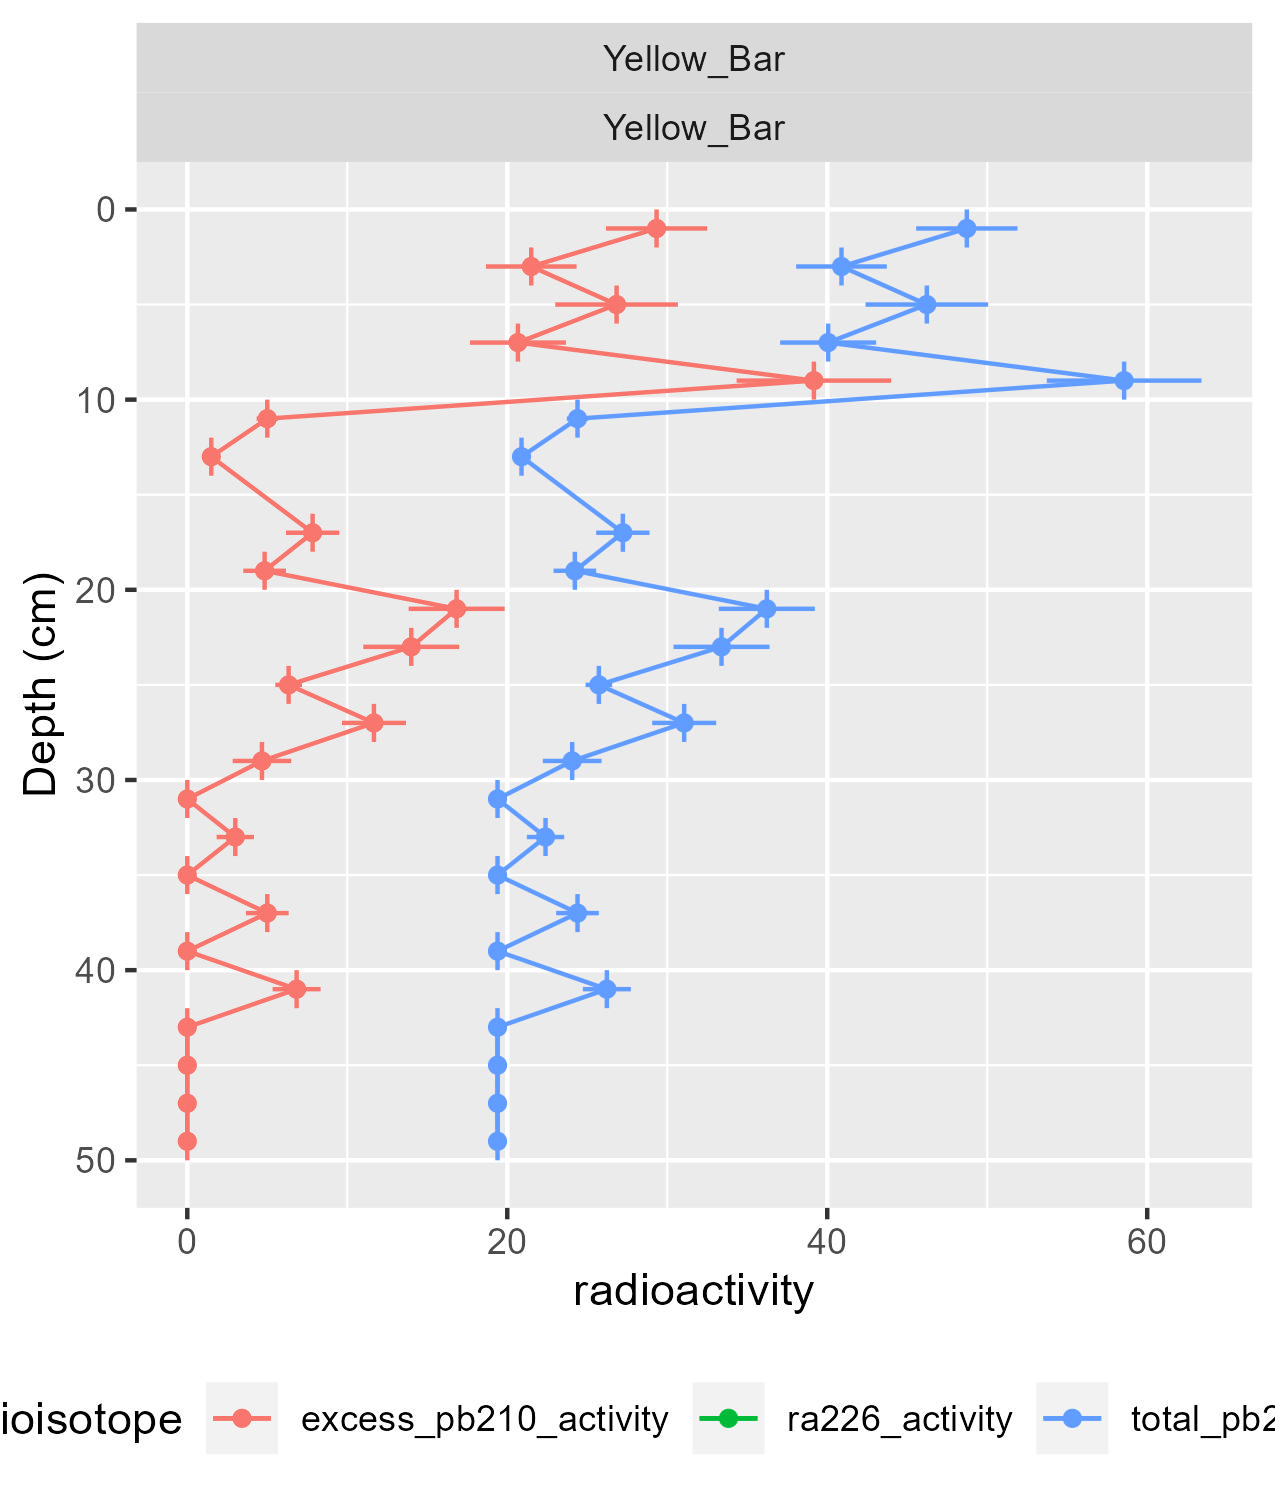 Yellow_Bar
Yellow_Bar
0
10
20
30
40
50
Depth (cm)
0 20 40 60
radioactivity
ioisotope excess_pb210_activity ra226_activity total_pb2